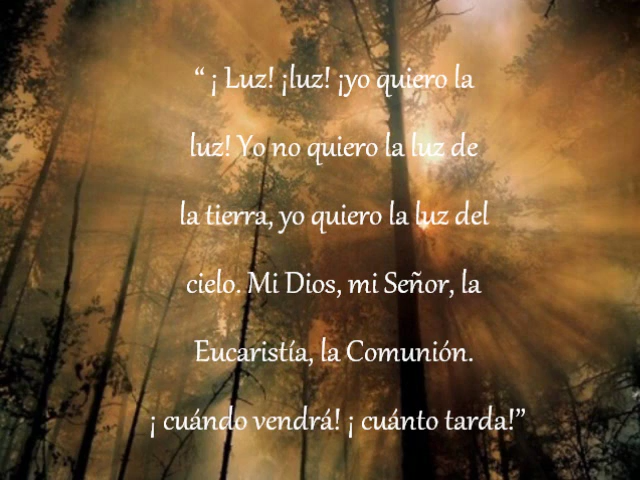 “ ¡ Luz! ¡luz! ¡yo quiero la
luz! Yo no quiero la luz de
la tierra, yo quiero la luz del
cielo. Mi Dios, mi Señor, la
Eucaristía, la Comunión.
¡ cuándo vendrá! ¡ cuánto tarda!”